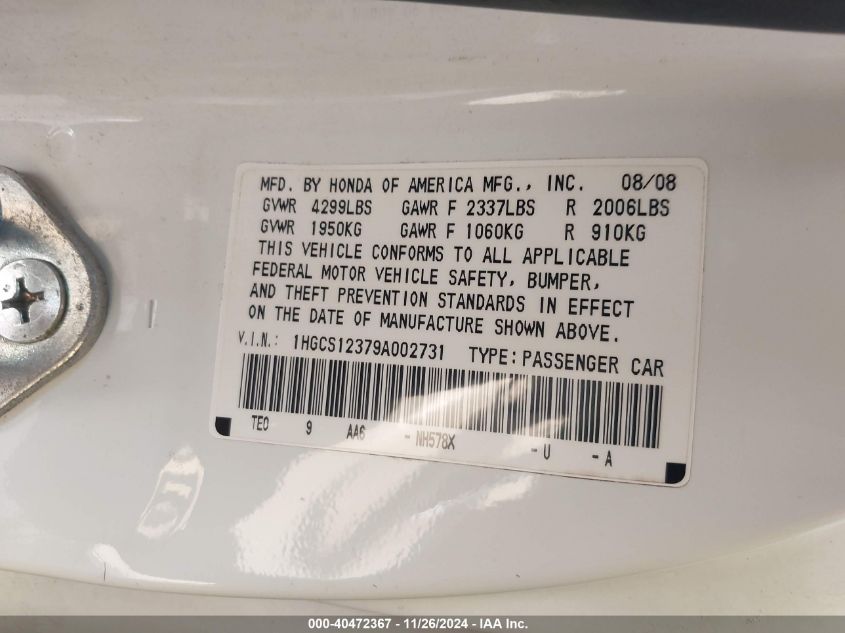 MFD. BY HONDA OF AMERICA MFG., INC. 08/08
GVWR 4299LBS GAWR F 2337LBS R 2006LBS
GVWR 1950KG GAWR F 1060KG R 910KG
THIS VEHICLE CONFORMS TO ALL APPLICABLE
FEDERAL MOTOR VEHICLE SAFETY, BUMPER,
AND THEFT PREVENTION STANDARDS IN EFFECT
ON THE DATE OF MANUFACTURE SHOWN ABOVE.
V.I.N.: 1HGCS12379A002731 TYPE:PASSENGER CAR
TE0 9 AA6 - NH578X - U - A
000-40472367 - 11/26/2024 - IAA Inc.